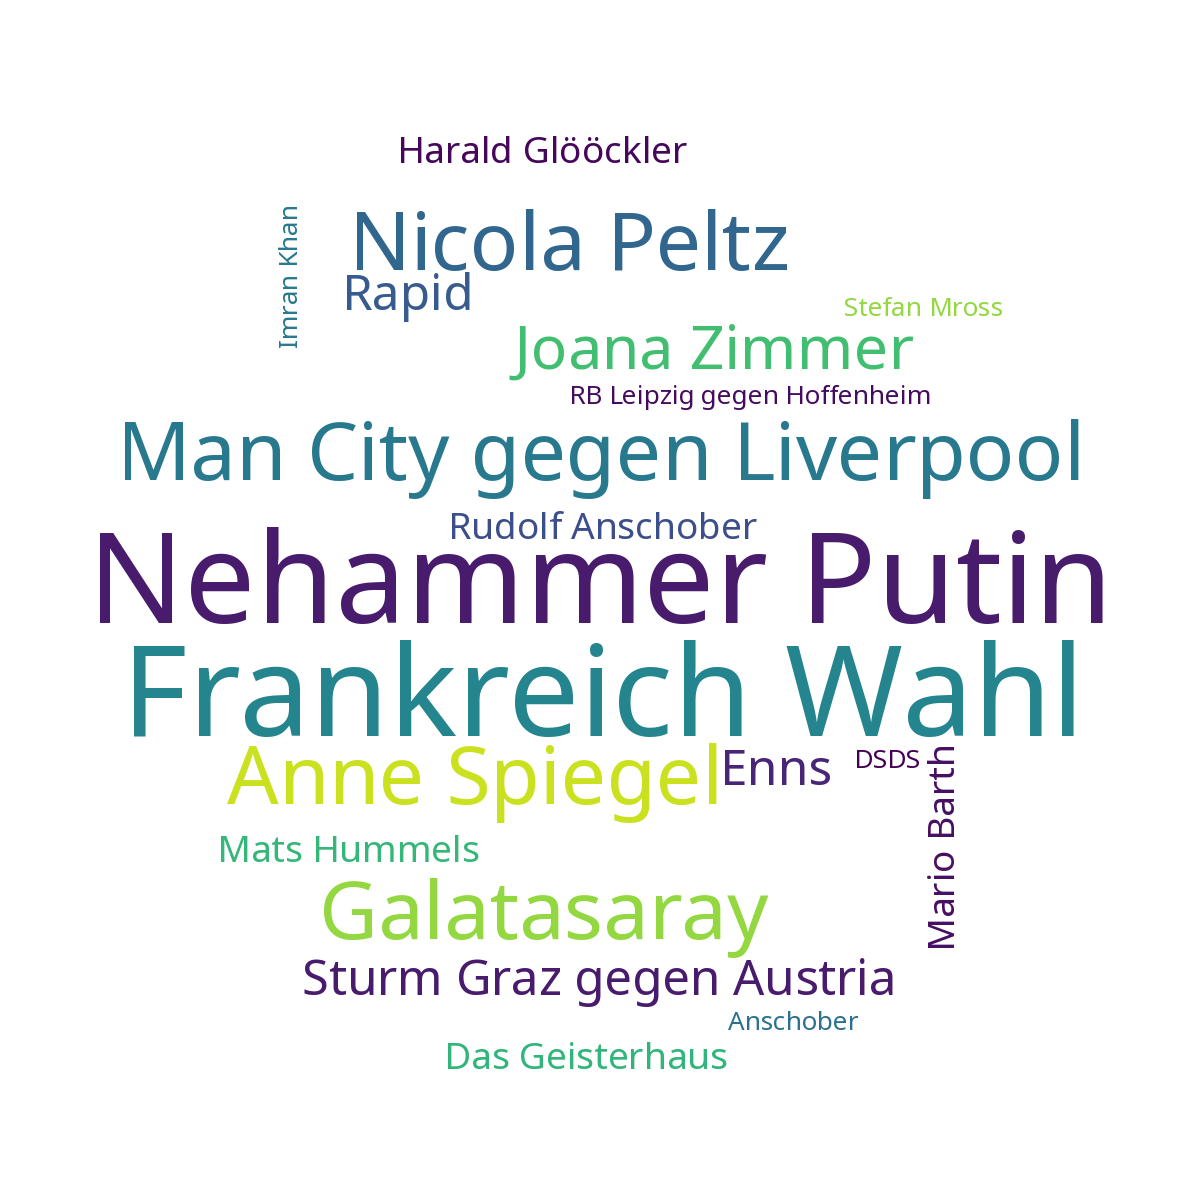 Harald Glööckler
Imran Khan
Nicola Peltz
Rapid
Stefan Mross
Joana Zimmer
RB Leipzig gegen Hoffenheim
Man City gegen Liverpool
Rudolf Anschober
Nehammer Putin
Frankreich Wahl
Anne Spiegel
Enns
DSDS
Mario Barth
Mats Hummels
Galatasaray
Sturm Graz gegen Austria
Anschober
Das Geisterhaus